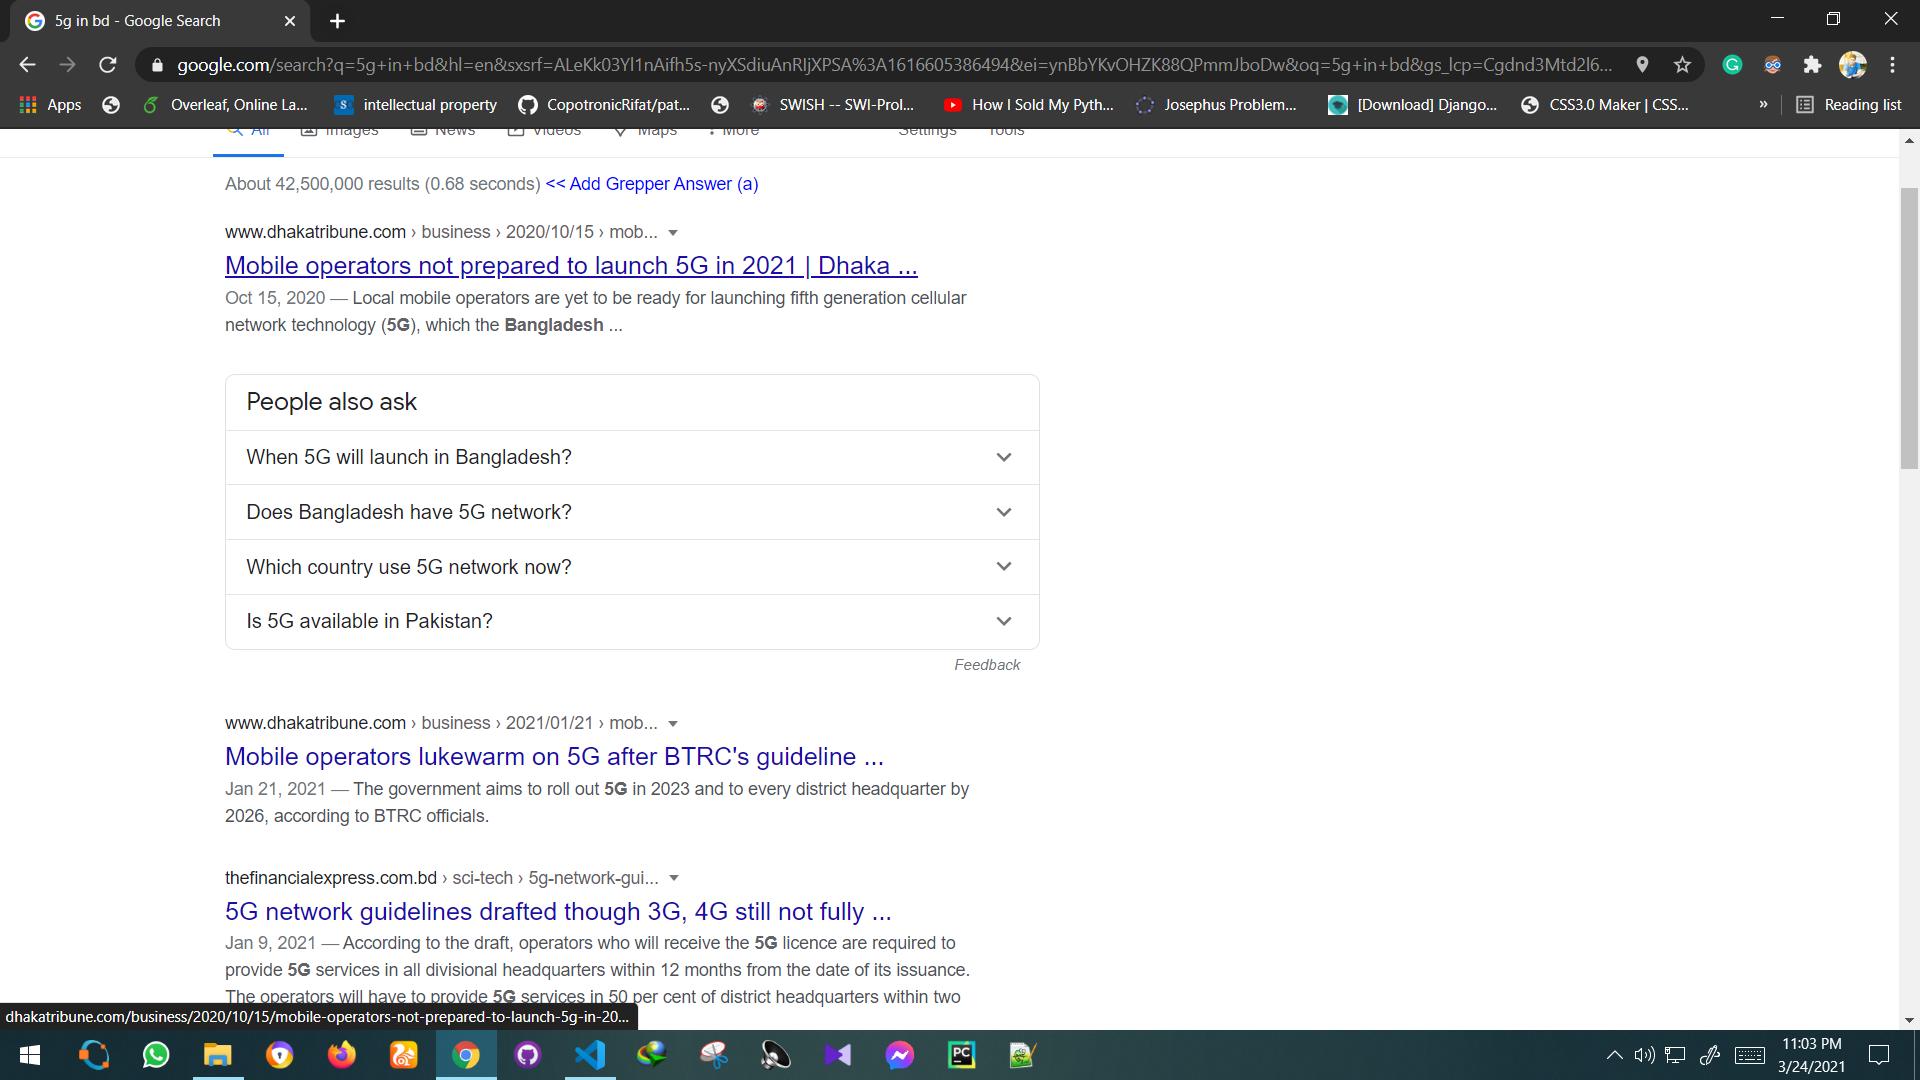 5g in bd - Google Search
google.com/search?q=5g+in+bd&hl=en&sxsrf=ALeKk03Yl1nAifh5s-nyXSdiuAnRIjXPSA%3A1616605386494&ei=ynBbYKvOHZK88QPmmJboDw&oq=5g+in+bd&gs_lcp=Cgdnd3Mtd2l6...
Apps Overleaf, Online La... intellectual property CopotronicRifat/pat... SWISH -- SWI-Prol... How I Sold My Pyth... Josephus Problem... [Download] Django... CSS3.0 Maker | CSS... » Reading list
All Images News Videos Maps More Settings Tools
About 42,500,000 results (0.68 seconds) << Add Grepper Answer (a)
www.dhakatribune.com › business › 2020/10/15 › mob...
Mobile operators not prepared to launch 5G in 2021 | Dhaka ...
Oct 15, 2020 — Local mobile operators are yet to be ready for launching fifth generation cellular
network technology (5G), which the Bangladesh ...
People also ask
When 5G will launch in Bangladesh?
Does Bangladesh have 5G network?
Which country use 5G network now?
Is 5G available in Pakistan?
Feedback
www.dhakatribune.com › business › 2021/01/21 › mob...
Mobile operators lukewarm on 5G after BTRC's guideline ...
Jan 21, 2021 — The government aims to roll out 5G in 2023 and to every district headquarter by
2026, according to BTRC officials.
thefinancialexpress.com.bd › sci-tech › 5g-network-gui...
5G network guidelines drafted though 3G, 4G still not fully ...
Jan 9, 2021 — According to the draft, operators who will receive the 5G licence are required to
provide 5G services in all divisional headquarters within 12 months from the date of its issuance.
The operators will have to provide 5G services in 50 per cent of district headquarters within two
dhakatribune.com/business/2020/10/15/mobile-operators-not-prepared-to-launch-5g-in-20...
PC
11:03 PM
3/24/2021